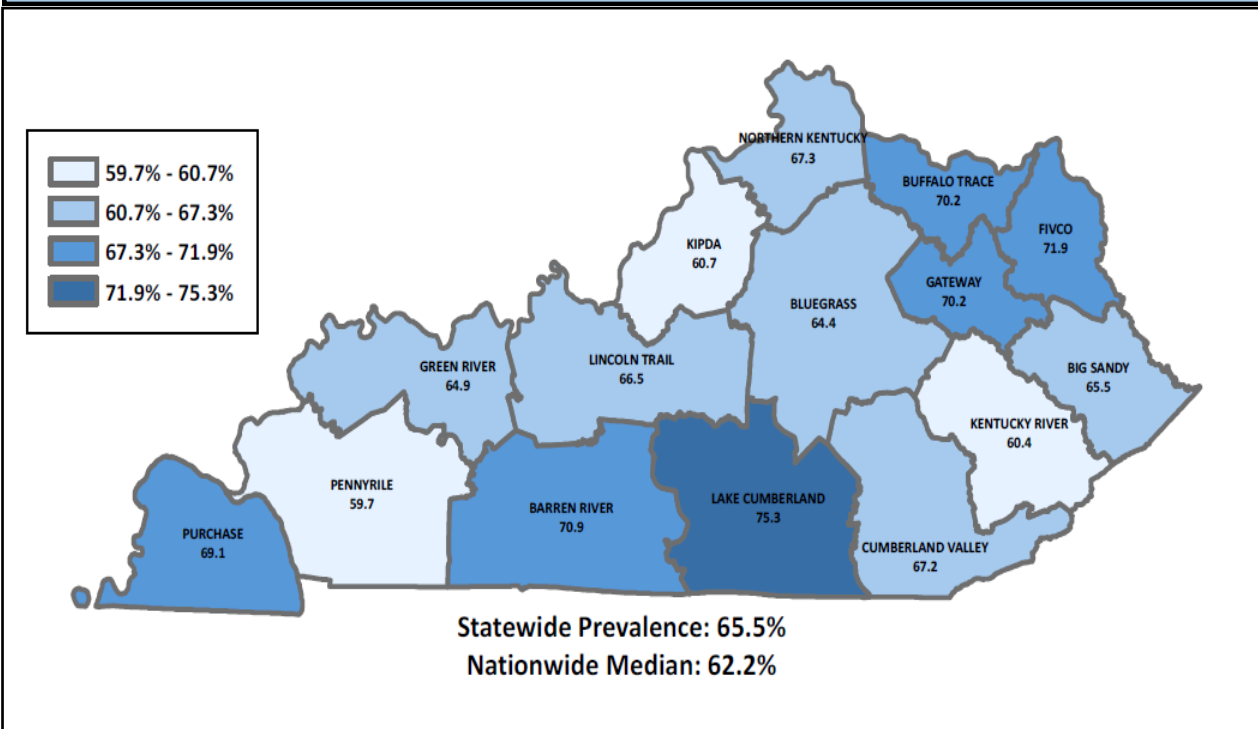 59.7% - 60.7%
60.7% - 67.3%
67.3% - 71.9%
71.9% - 75.3%
NORTHERN KENTUCKY
67.3
BUFFALO TRACE
70.2
FIVCO
71.9
KIPDA
60.7
GATEWAY
70.2
BLUEGRASS
64.4
LINCOLN TRAIL
66.5
GREEN RIVER
64.9
BIG SANDY
65.5
KENTUCKY RIVER
60.4
PENNYRILE
59.7
BARREN RIVER
70.9
LAKE CUMBERLAND
75.3
PURCHASE
69.1
CUMBERLAND VALLEY
67.2
Statewide Prevalence: 65.5%
Nationwide Median: 62.2%